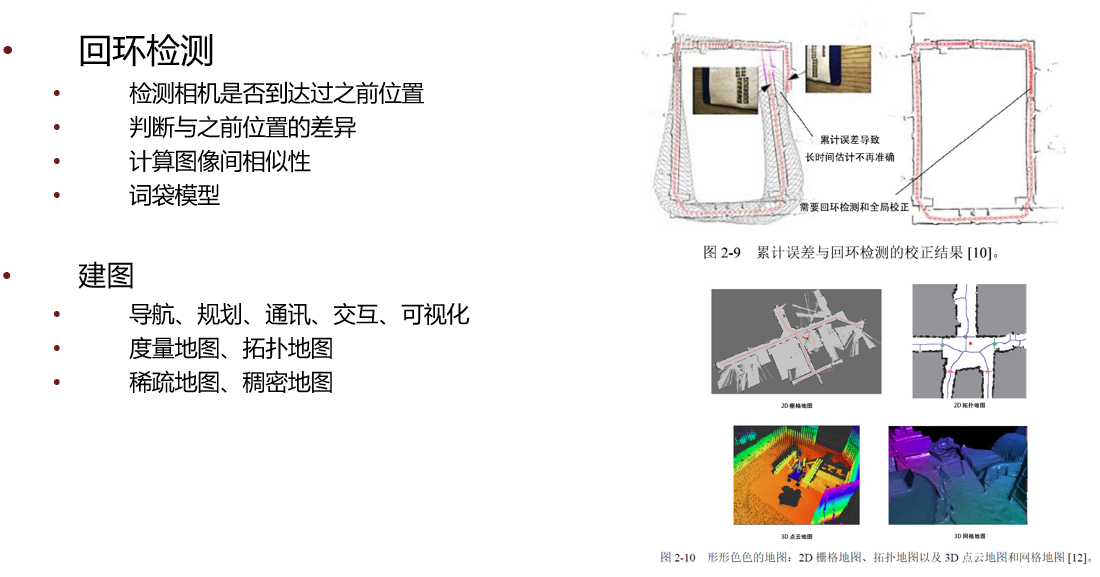 回环检测
检测相机是否到达过之前位置
判断与之前位置的差异
计算图像间相似性
词袋模型
建图
导航、规划、通讯、交互、可视化
度量地图、拓扑地图
稀疏地图、稠密地图
累计误差导致
长时间估计不再准确
需要回环检测和全局校正
图 2-9 累计误差与回环检测的校正结果 [10]。
2D 栅格地图
2D 拓扑地图
3D 点云地图
3D 网格地图
图 2-10 形形色色的地图：2D 栅格地图、拓扑地图以及 3D 点云地图和网格地图 [12]。